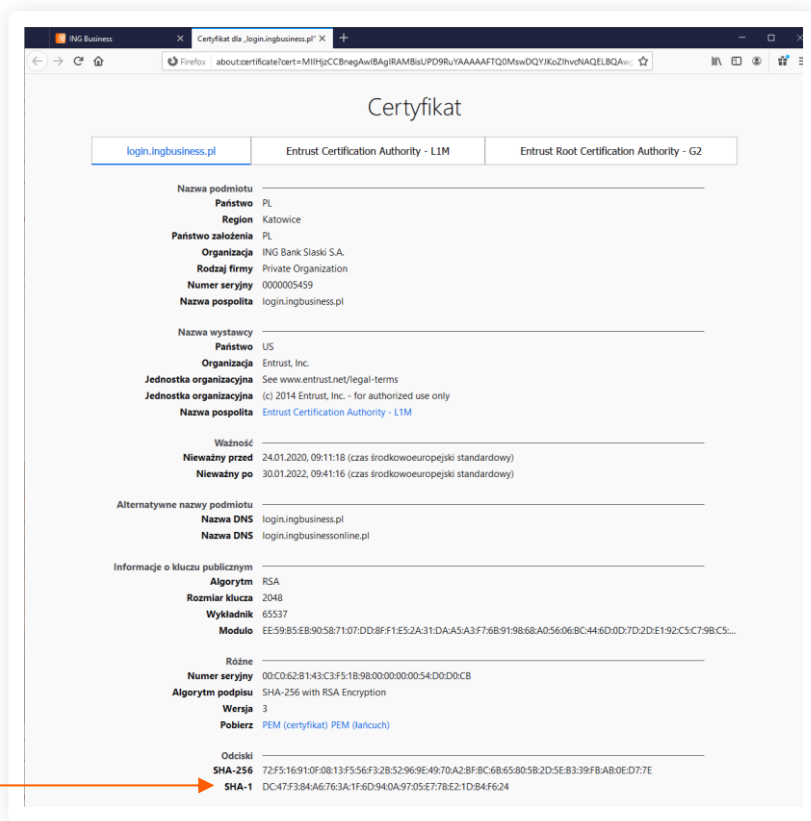 ING Business
Certyfikat dla „login.ingbusiness.pl"
Firefox about:certificate?cert=MIIHjzCCBnegAwIBAgIRAMBisUPD9RuYAAAAAFTQ0MswDQYJKoZIhvcNAQELBQAw
Certyfikat
login.ingbusiness.pl Entrust Certification Authority - L1M Entrust Root Certification Authority - G2
Nazwa podmiotu
Państwo PL
Region Katowice
Państwo założenia PL
Organizacja ING Bank Slaski S.A.
Rodzaj firmy Private Organization
Numer seryjny 0000005459
Nazwa pospolita login.ingbusiness.pl
Nazwa wystawcy
Państwo US
Organizacja Entrust, Inc.
Jednostka organizacyjna See www.entrust.net/legal-terms
Jednostka organizacyjna (c) 2014 Entrust, Inc. - for authorized use only
Nazwa pospolita Entrust Certification Authority - L1M
Ważność
Nieważny przed 24.01.2020, 09:11:18 (czas środkowoeuropejski standardowy)
Nieważny po 30.01.2022, 09:41:16 (czas środkowoeuropejski standardowy)
Alternatywne nazwy podmiotu
Nazwa DNS login.ingbusiness.pl
Nazwa DNS login.ingbusinessonline.pl
Informacje o kluczu publicznym
Algorytm RSA
Rozmiar klucza 2048
Wykładnik 65537
Modulo EE:59:B5:EB:90:58:71:07:DD:8F:F1:E5:2A:31:DA:A5:A3:F7:6B:91:98:68:A0:56:06:BC:44:6D:0D:7D:2D:E1:92:C5:C7:9B:C5:...
Różne
Numer seryjny 00:C0:62:B1:43:C3:F5:1B:98:00:00:00:00:54:D0:D0:CB
Algorytm podpisu SHA-256 with RSA Encryption
Wersja 3
Pobierz PEM (certyfikat) PEM (łańcuch)
Odciski
SHA-256 72:F5:16:91:0F:08:13:F5:56:F3:2B:52:96:9E:49:70:A2:BF:BC:6B:65:80:5B:2D:5E:B3:39:FB:AB:0E:D7:7E
SHA-1 DC:47:F3:84:A6:76:3A:1F:6D:94:0A:97:05:E7:78:E2:1D:B4:F6:24